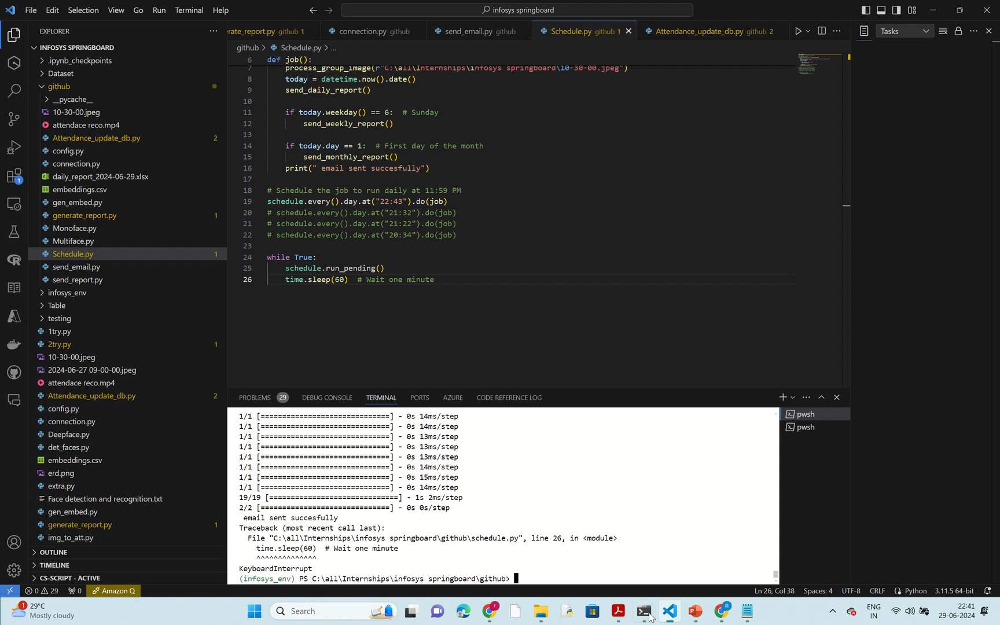 File Edit Selection View Go Run Terminal Help
infosys springboard
EXPLORER
INFOSYS SPRINGBOARD
.ipynb_checkpoints
Dataset
github
__pycache__
10-30-00.jpeg
attendace reco.mp4
Attendance_update_db.py 2
config.py
connection.py
daily_report_2024-06-29.xlsx
embeddings.csv
gen_embed.py
generate_report.py 1
Monoface.py
Multiface.py
Schedule.py 1
send_email.py
send_report.py
infosys_env
Table
testing
1try.py
2try.py 1
10-30-00.jpeg
2024-06-27 09-00-00.jpeg
attendace reco.mp4
Attendance_update_db.py 2
config.py
connection.py
Deepface.py
det_faces.py
embeddings.csv
erd.png
extra.py
Face detection and recognition.txt
gen_embed.py
generate_report.py 1
img_to_att.py
OUTLINE
TIMELINE
CS-SCRIPT - ACTIVE
erate_report.py github 1 connection.py github send_email.py github Schedule.py github 1 Attendance_update_db.py github 2
Tasks
github > Schedule.py > ...
6 def job():
7 process_group_image(r"C:\all\Internships\infosys springboard\10-30-00.jpeg")
8 today = datetime.now().date()
9 send_daily_report()
10
11 if today.weekday() == 6: # Sunday
12 send_weekly_report()
13
14 if today.day == 1: # First day of the month
15 send_monthly_report()
16 print(" email sent succesfully")
17
18 # Schedule the job to run daily at 11:59 PM
19 schedule.every().day.at("22:43").do(job)
20 # schedule.every().day.at("21:32").do(job)
21 # schedule.every().day.at("21:22").do(job)
22 # schedule.every().day.at("20:34").do(job)
23
24 while True:
25 schedule.run_pending()
26 time.sleep(60) # Wait one minute
PROBLEMS 29 DEBUG CONSOLE TERMINAL PORTS AZURE CODE REFERENCE LOG
1/1 [==============================] - 0s 14ms/step
1/1 [==============================] - 0s 14ms/step
1/1 [==============================] - 0s 13ms/step
1/1 [==============================] - 0s 13ms/step
1/1 [==============================] - 0s 13ms/step
1/1 [==============================] - 0s 14ms/step
1/1 [==============================] - 0s 15ms/step
1/1 [==============================] - 0s 14ms/step
19/19 [==============================] - 1s 2ms/step
2/2 [==============================] - 0s 0s/step
email sent succesfully
Traceback (most recent call last):
File "C:\all\Internships\infosys springboard\github\schedule.py", line 26, in <module>
time.sleep(60) # Wait one minute
^^^^^^^^^^^^^^
KeyboardInterrupt
(infosys_env) PS C:\all\Internships\infosys springboard\github>
pwsh
pwsh
1
0 29 0 Amazon Q Ln 26, Col 38 Spaces: 4 UTF-8 CRLF Python 3.11.5 64-bit
1
29°C
Mostly cloudy
Search
ENG
IN
22:41
29-06-2024